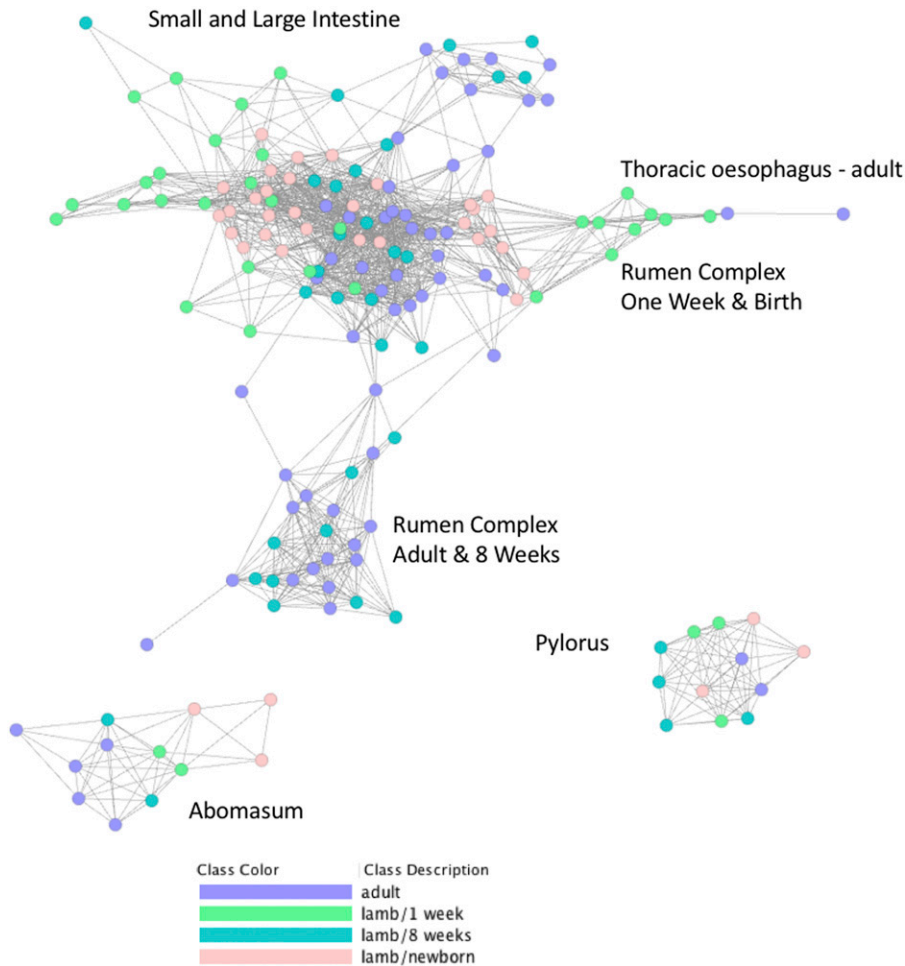 Small and Large Intestine
Thoracic oesophagus - adult
Rumen Complex
One Week & Birth
Rumen Complex
Adult & 8 Weeks
Pylorus
Abomasum
Class Color Class Description
adult
lamb/1 week
lamb/8 weeks
lamb/newborn